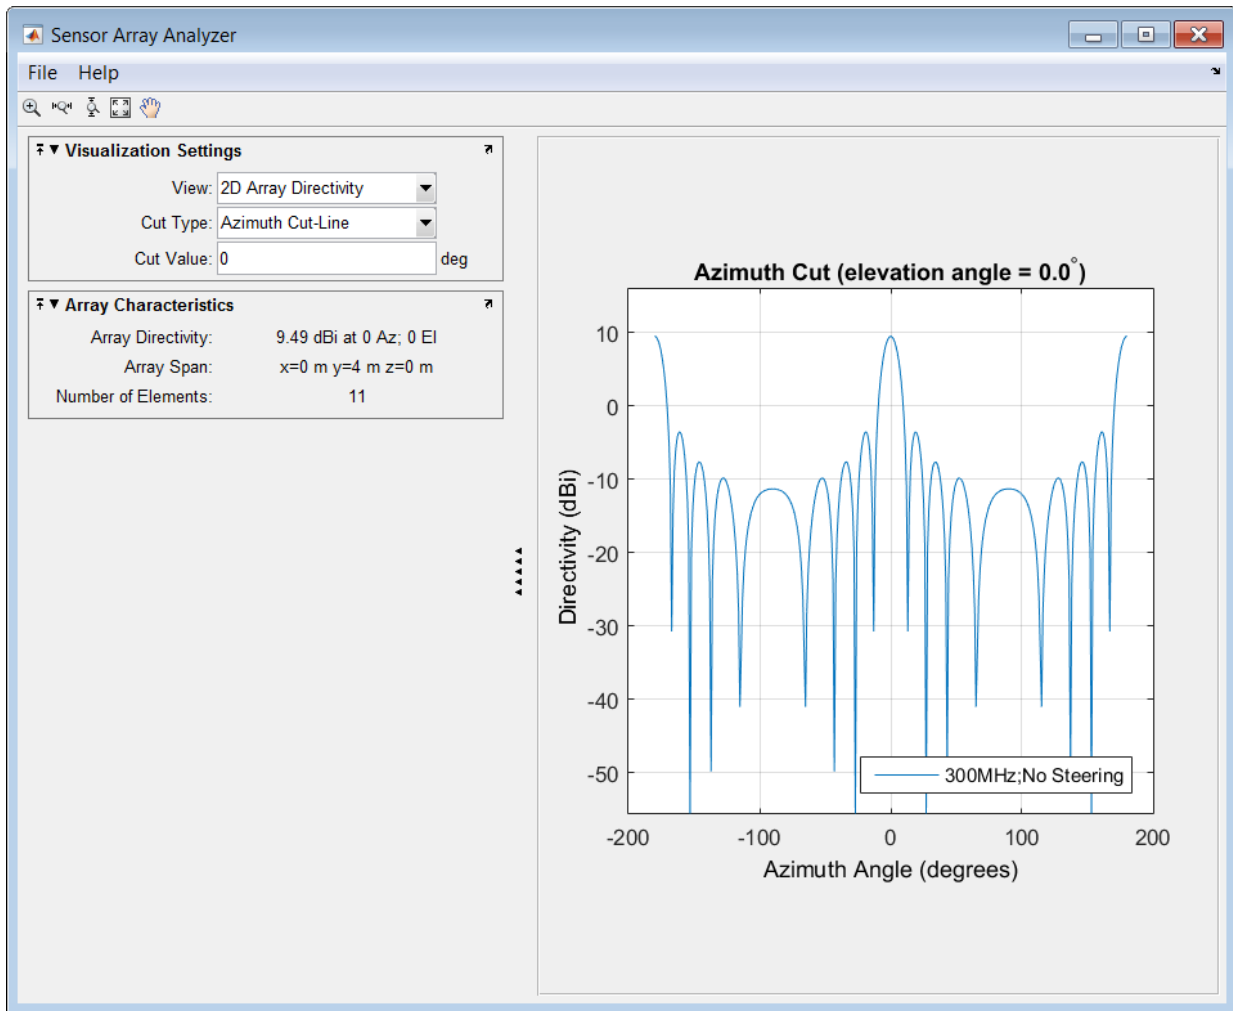 Sensor Array Analyzer
File Help
Visualization Settings
View: 2D Array Directivity
Cut Type: Azimuth Cut-Line
Cut Value: 0 deg
Array Characteristics
Array Directivity: 9.49 dBi at 0 Az; 0 El
Array Span: x=0 m y=4 m z=0 m
Number of Elements: 11
Azimuth Cut (elevation angle = 0.0°)
10
0
-10
-20
-30
-40
-50
Directivity (dBi)
300MHz;No Steering
-200 -100 0 100 200
Azimuth Angle (degrees)